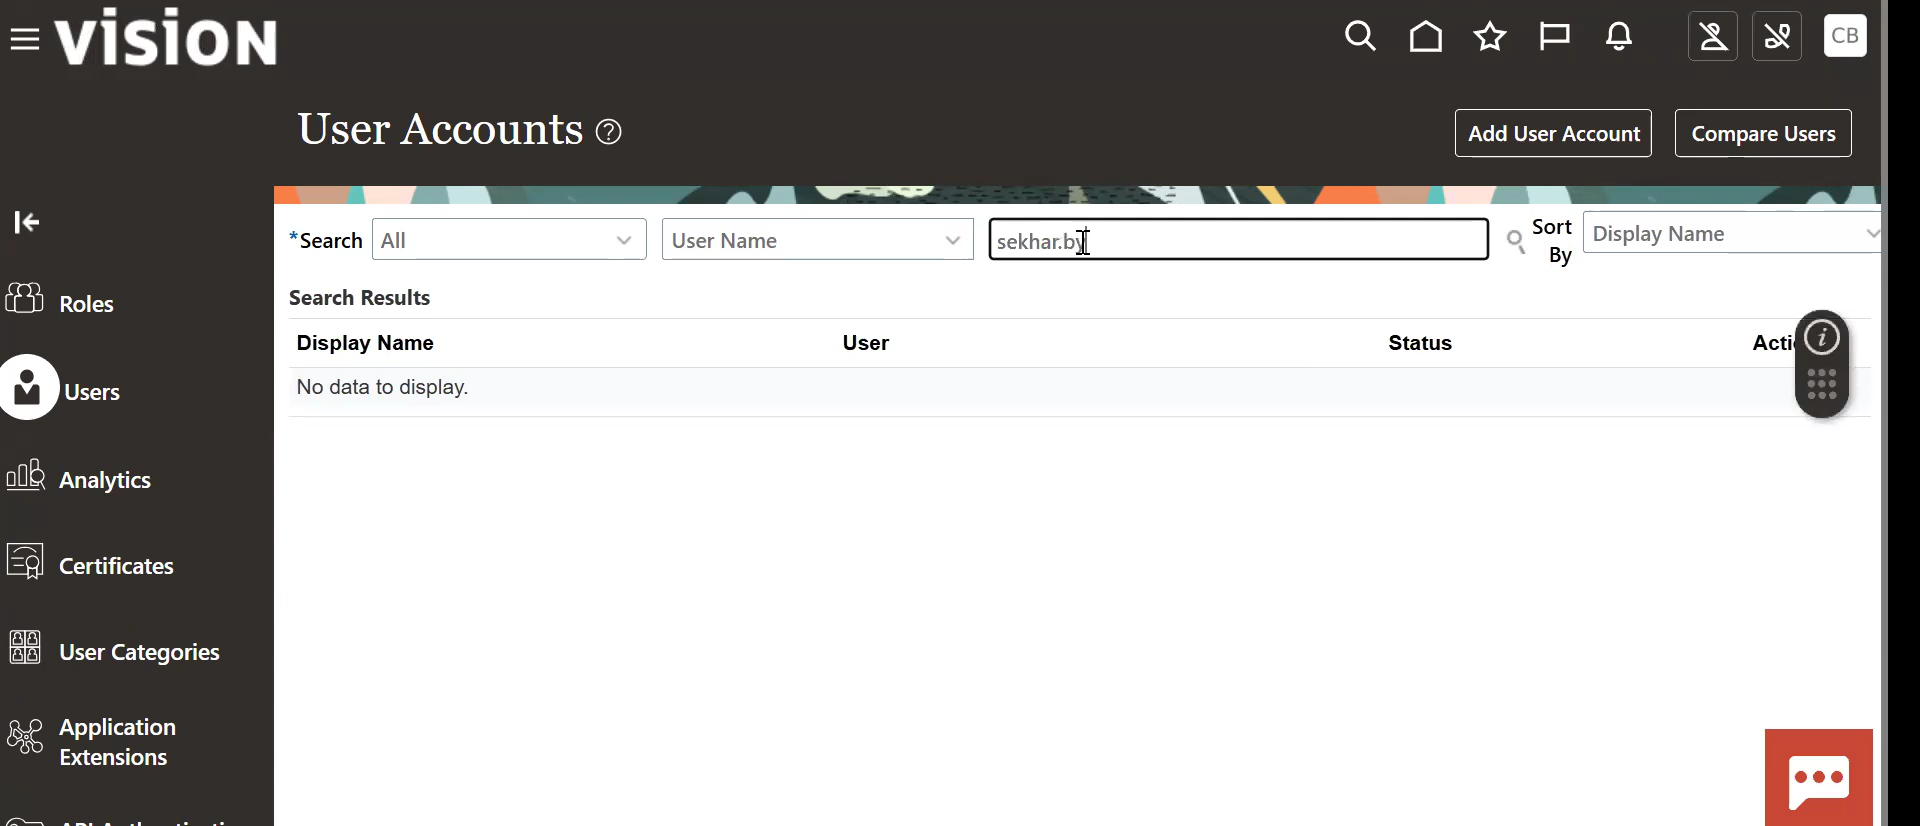 vision
CB
User Accounts ?
Add User Account
Compare Users
*Search
All
User Name
sekhar.by
Sort
By
Display Name
Search Results
Display Name
User
Status
Acti
i
No data to display.
Roles
Users
Analytics
Certificates
User Categories
Application
Extensions